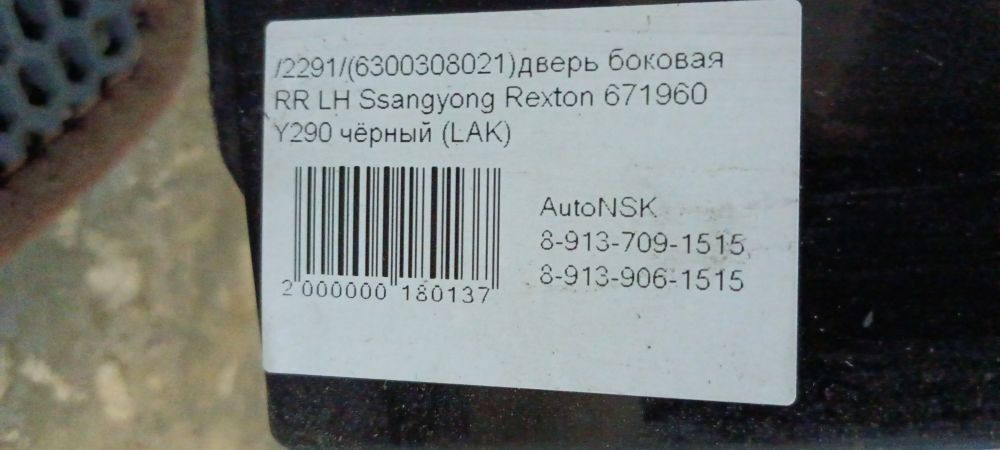 /2291/(6300308021)дверь боковая
RR LH Ssangyong Rexton 671960
Y290 чёрный (LAK)
AutoNSK
8-913-709-1515
8-913-906-1515
2 000000 180137